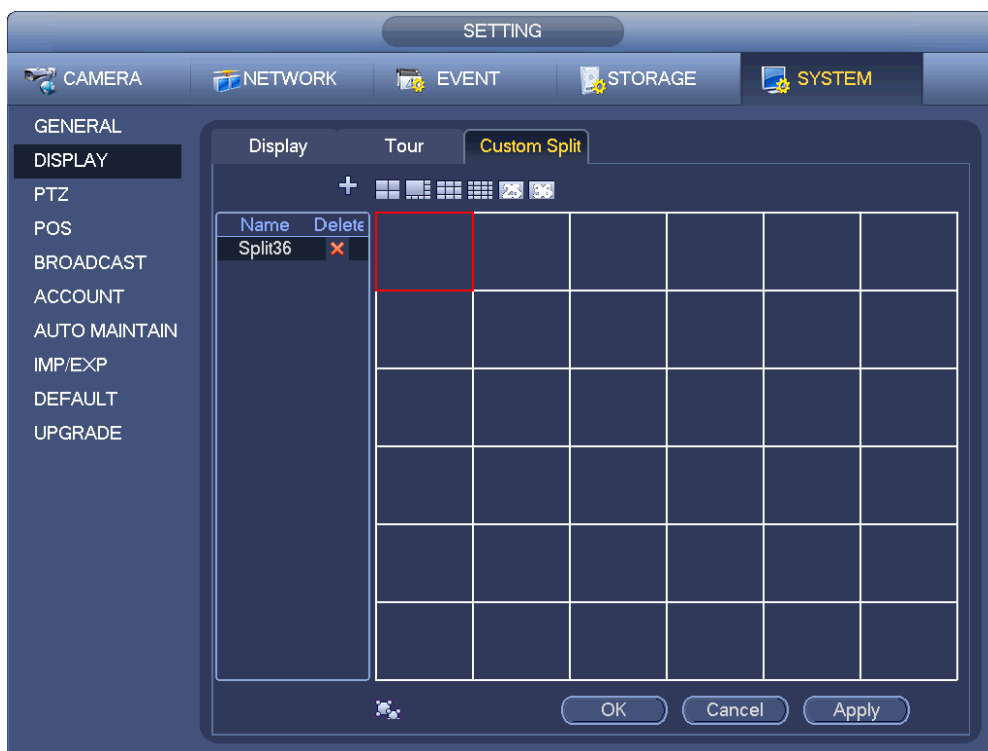 SETTING
CAMERA NETWORK EVENT STORAGE SYSTEM
GENERAL
DISPLAY
PTZ
POS
BROADCAST
ACCOUNT
AUTO MAINTAIN
IMP/EXP
DEFAULT
UPGRADE
Display Tour Custom Split
+
Name Delete
Split36
OK Cancel Apply